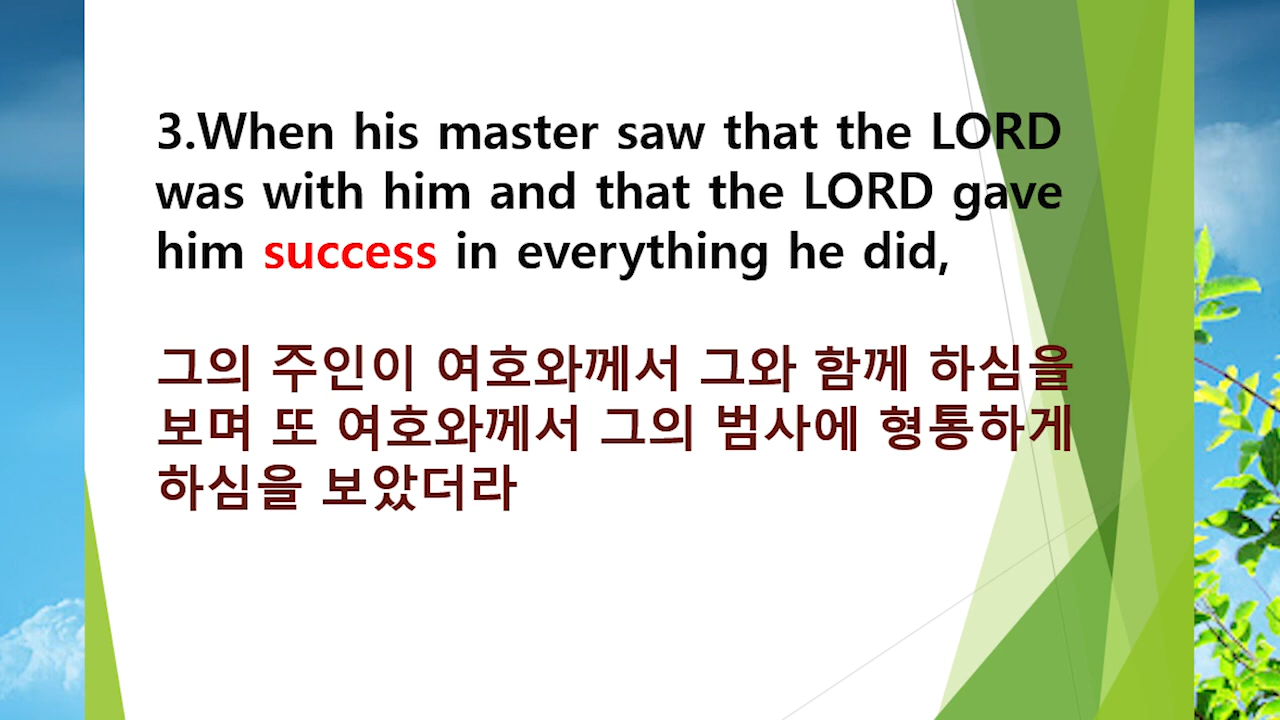 3.When his master saw that the LORD
was with him and that the LORD gave
him success in everything he did,
그의 주인이 여호와께서 그와 함께 하심을
보며 또 여호와께서 그의 범사에 형통하게
하심을 보았더라